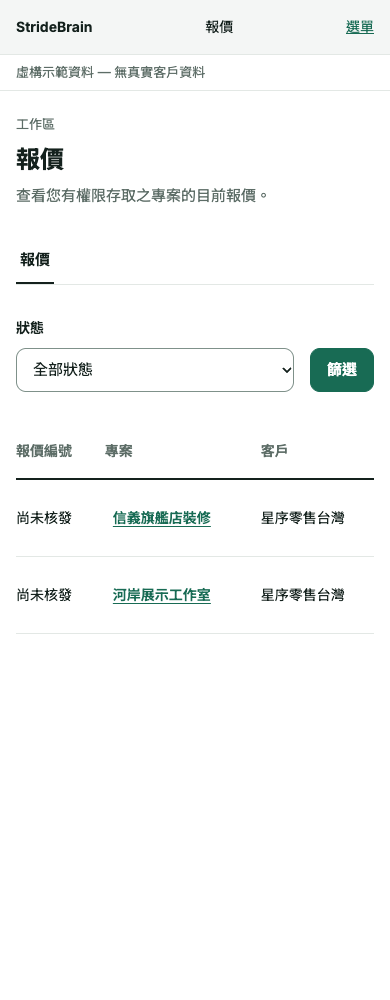 StrideBrain 報價 選單
虛構示範資料 — 無真實客戶資料
工作區
報價
查看您有權限存取之專案的目前報價。
報價
狀態
全部狀態 篩選
報價編號 專案 客戶
尚未核發 信義旗艦店裝修 星序零售台灣
尚未核發 河岸展示工作室 星序零售台灣